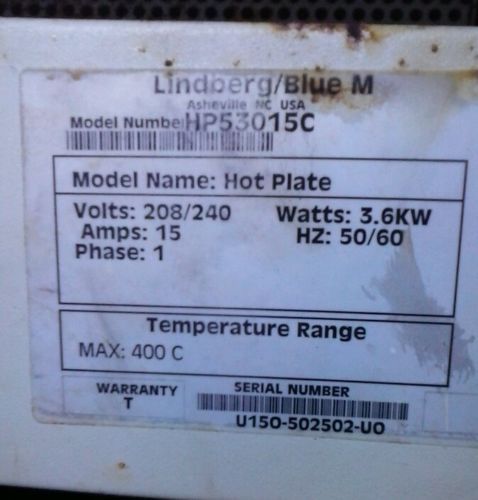 Lindberg/Blue M
Asheville NC USA
Model Number HP53015C
Model Name: Hot Plate
Volts: 208/240 Watts: 3.6KW
Amps: 15 HZ: 50/60
Phase: 1
Temperature Range
MAX: 400 C
WARRANTY SERIAL NUMBER
T
U150-502502-UO